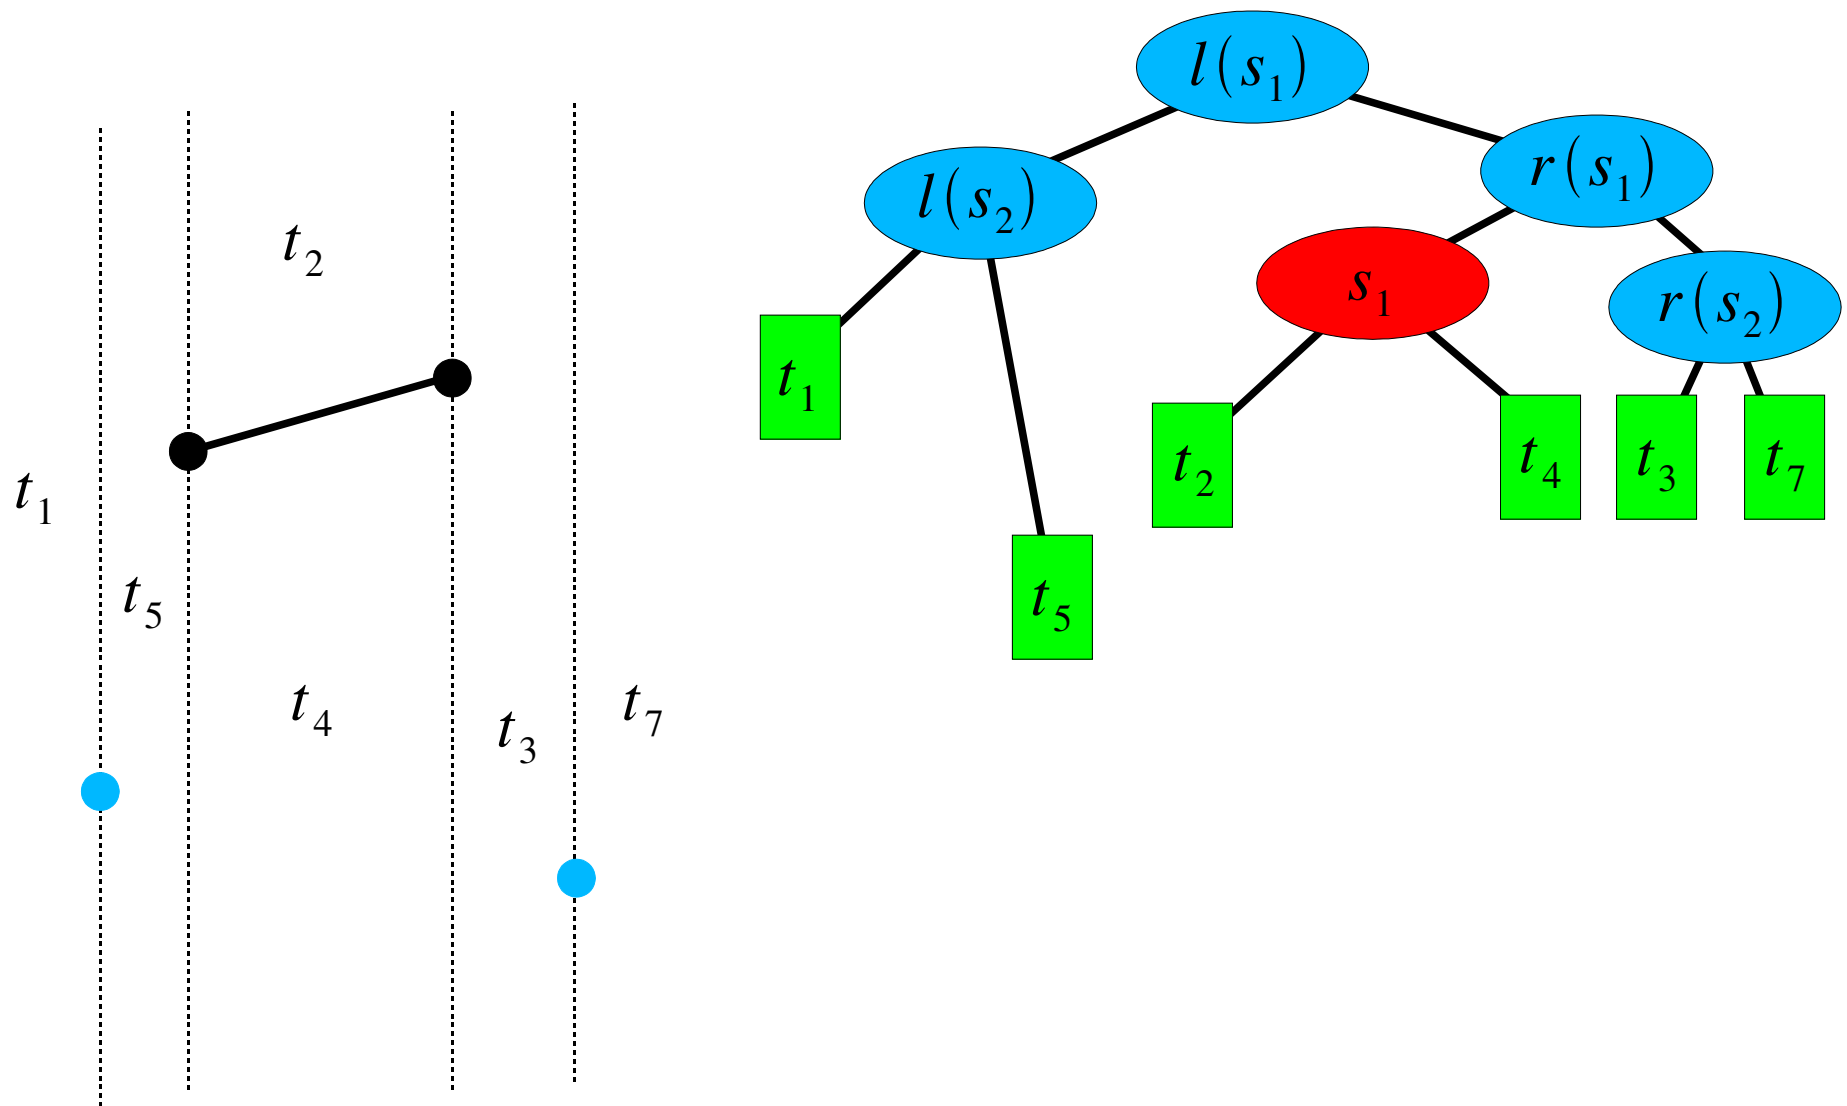 t₂
t₁
t₅
t₄
t₃
t₇
l(s₁)
r(s₁)
l(s₂)
s₁
r(s₂)
t₁
t₂
t₄
t₃
t₇
t₅